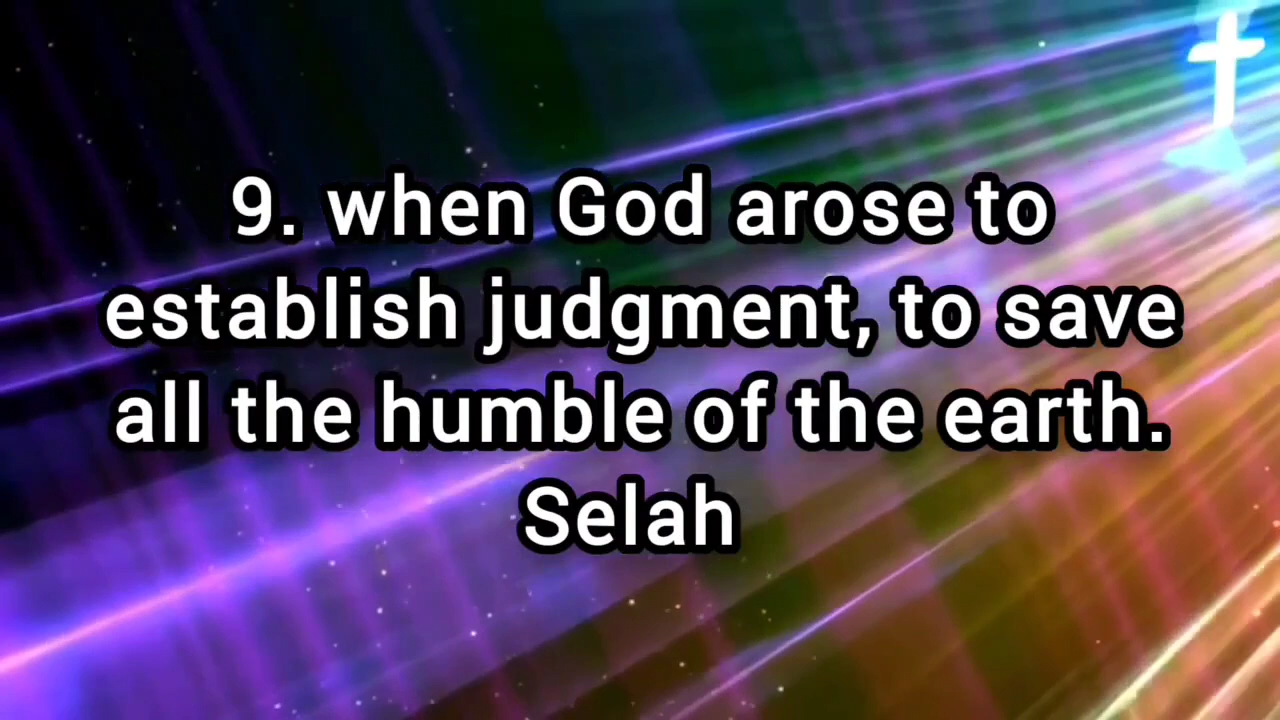 9. when God arose to
establish judgment, to save
all the humble of the earth.
Selah